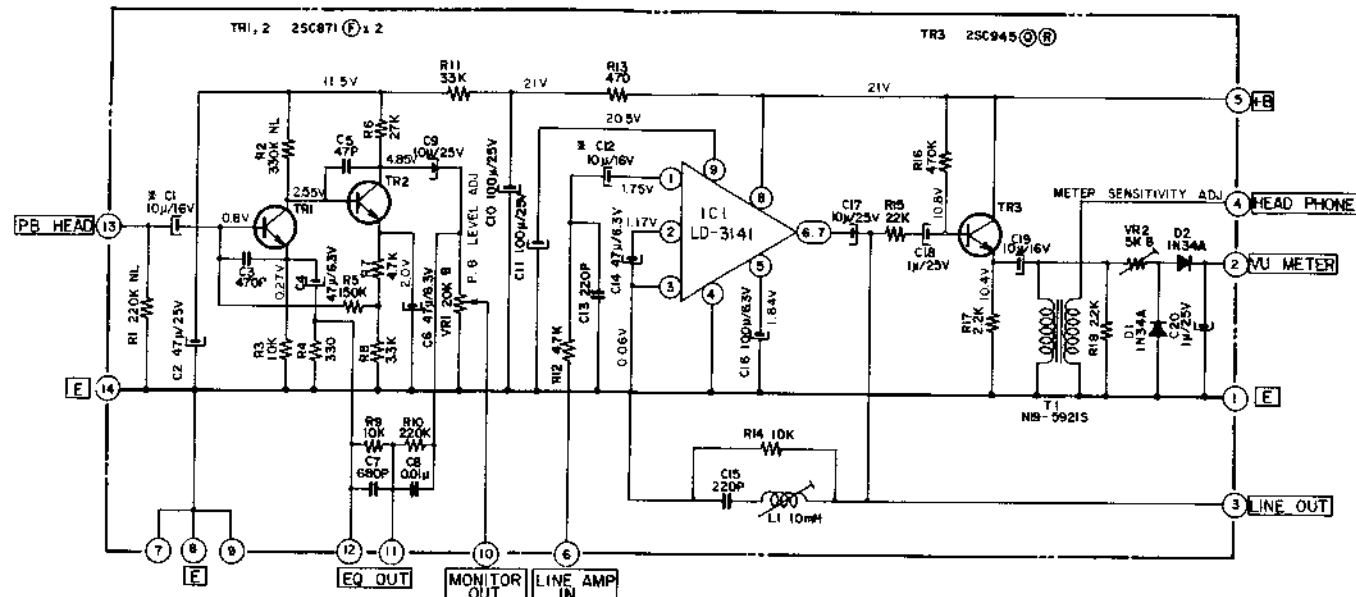 TR1, 2 2SC871 (F) x 2
TR3 2SC945 (Q) (R)
11.5V
R11
33K
21V
R13
470
21V
5
+B
R2
330K NL
R6
27K
C5
47P
4.85V
C9
10μ/25V
2.55V
TR1
TR2
P. B LEVEL ADJ
C10 100μ/25V
C11 100μ/25V
20.5V
※ C12
10μ/16V
1.75V
1
9
8
IC1
LD-3141
2
3
4
5
6.7
1.17V
C14 47μ/6.3V
0.06V
C13 220P
R12 4.7K
C16 100μ/6.3V
1.84V
C17
10μ/25V
R15
22K
C18
1μ/25V
R16
470K
10.8V
TR3
10.4V
C19
10μ/16V
R17
2.2K
METER SENSITIVITY ADJ
4
HEAD PHONE
VR2
5K B
D2
1N34A
2
VU METER
R18
2.2K
D1
1N34A
C20
1μ/25V
T1
N19-5921S
1
E
PB HEAD
13
※ C1
10μ/16V
0.8V
C3
470P
0.27V
C4
47μ/6.3V
R5
150K
R7
47K
2.0V
C6 47μ/6.3V
VR1 20K B
R1 220K NL
C2 47μ/25V
R3
10K
R4
330
R8
33K
E
14
R9
10K
R10
220K
C7
680P
C8
0.01μ
R14 10K
C15
220P
L1 10mH
3
LINE OUT
7
8
9
E
12
11
EQ OUT
10
MONITOR
OUT
6
LINE AMP
IN